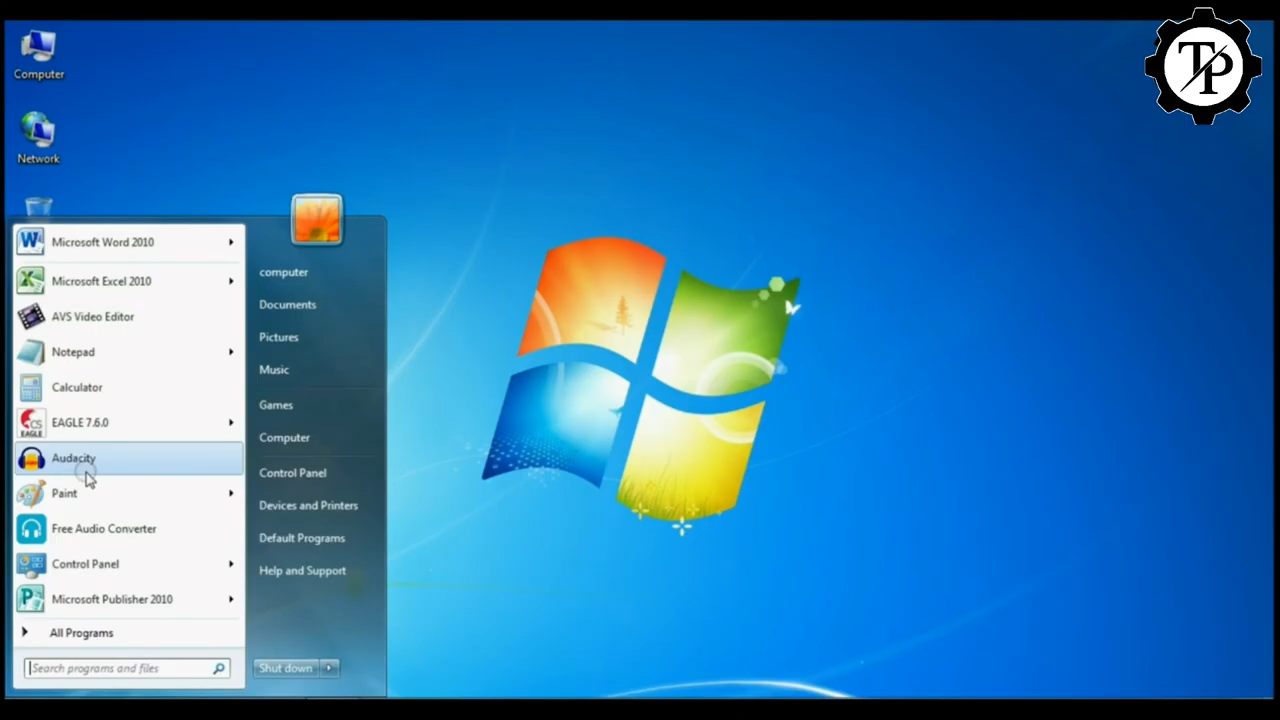 Computer
Network
Microsoft Word 2010
Microsoft Excel 2010
AVS Video Editor
Notepad
Calculator
CS
EAGLE
EAGLE 7.6.0
Audacity
Paint
Free Audio Converter
Control Panel
Microsoft Publisher 2010
All Programs
Search programs and files
computer
Documents
Pictures
Music
Games
Computer
Control Panel
Devices and Printers
Default Programs
Help and Support
Shut down
TP